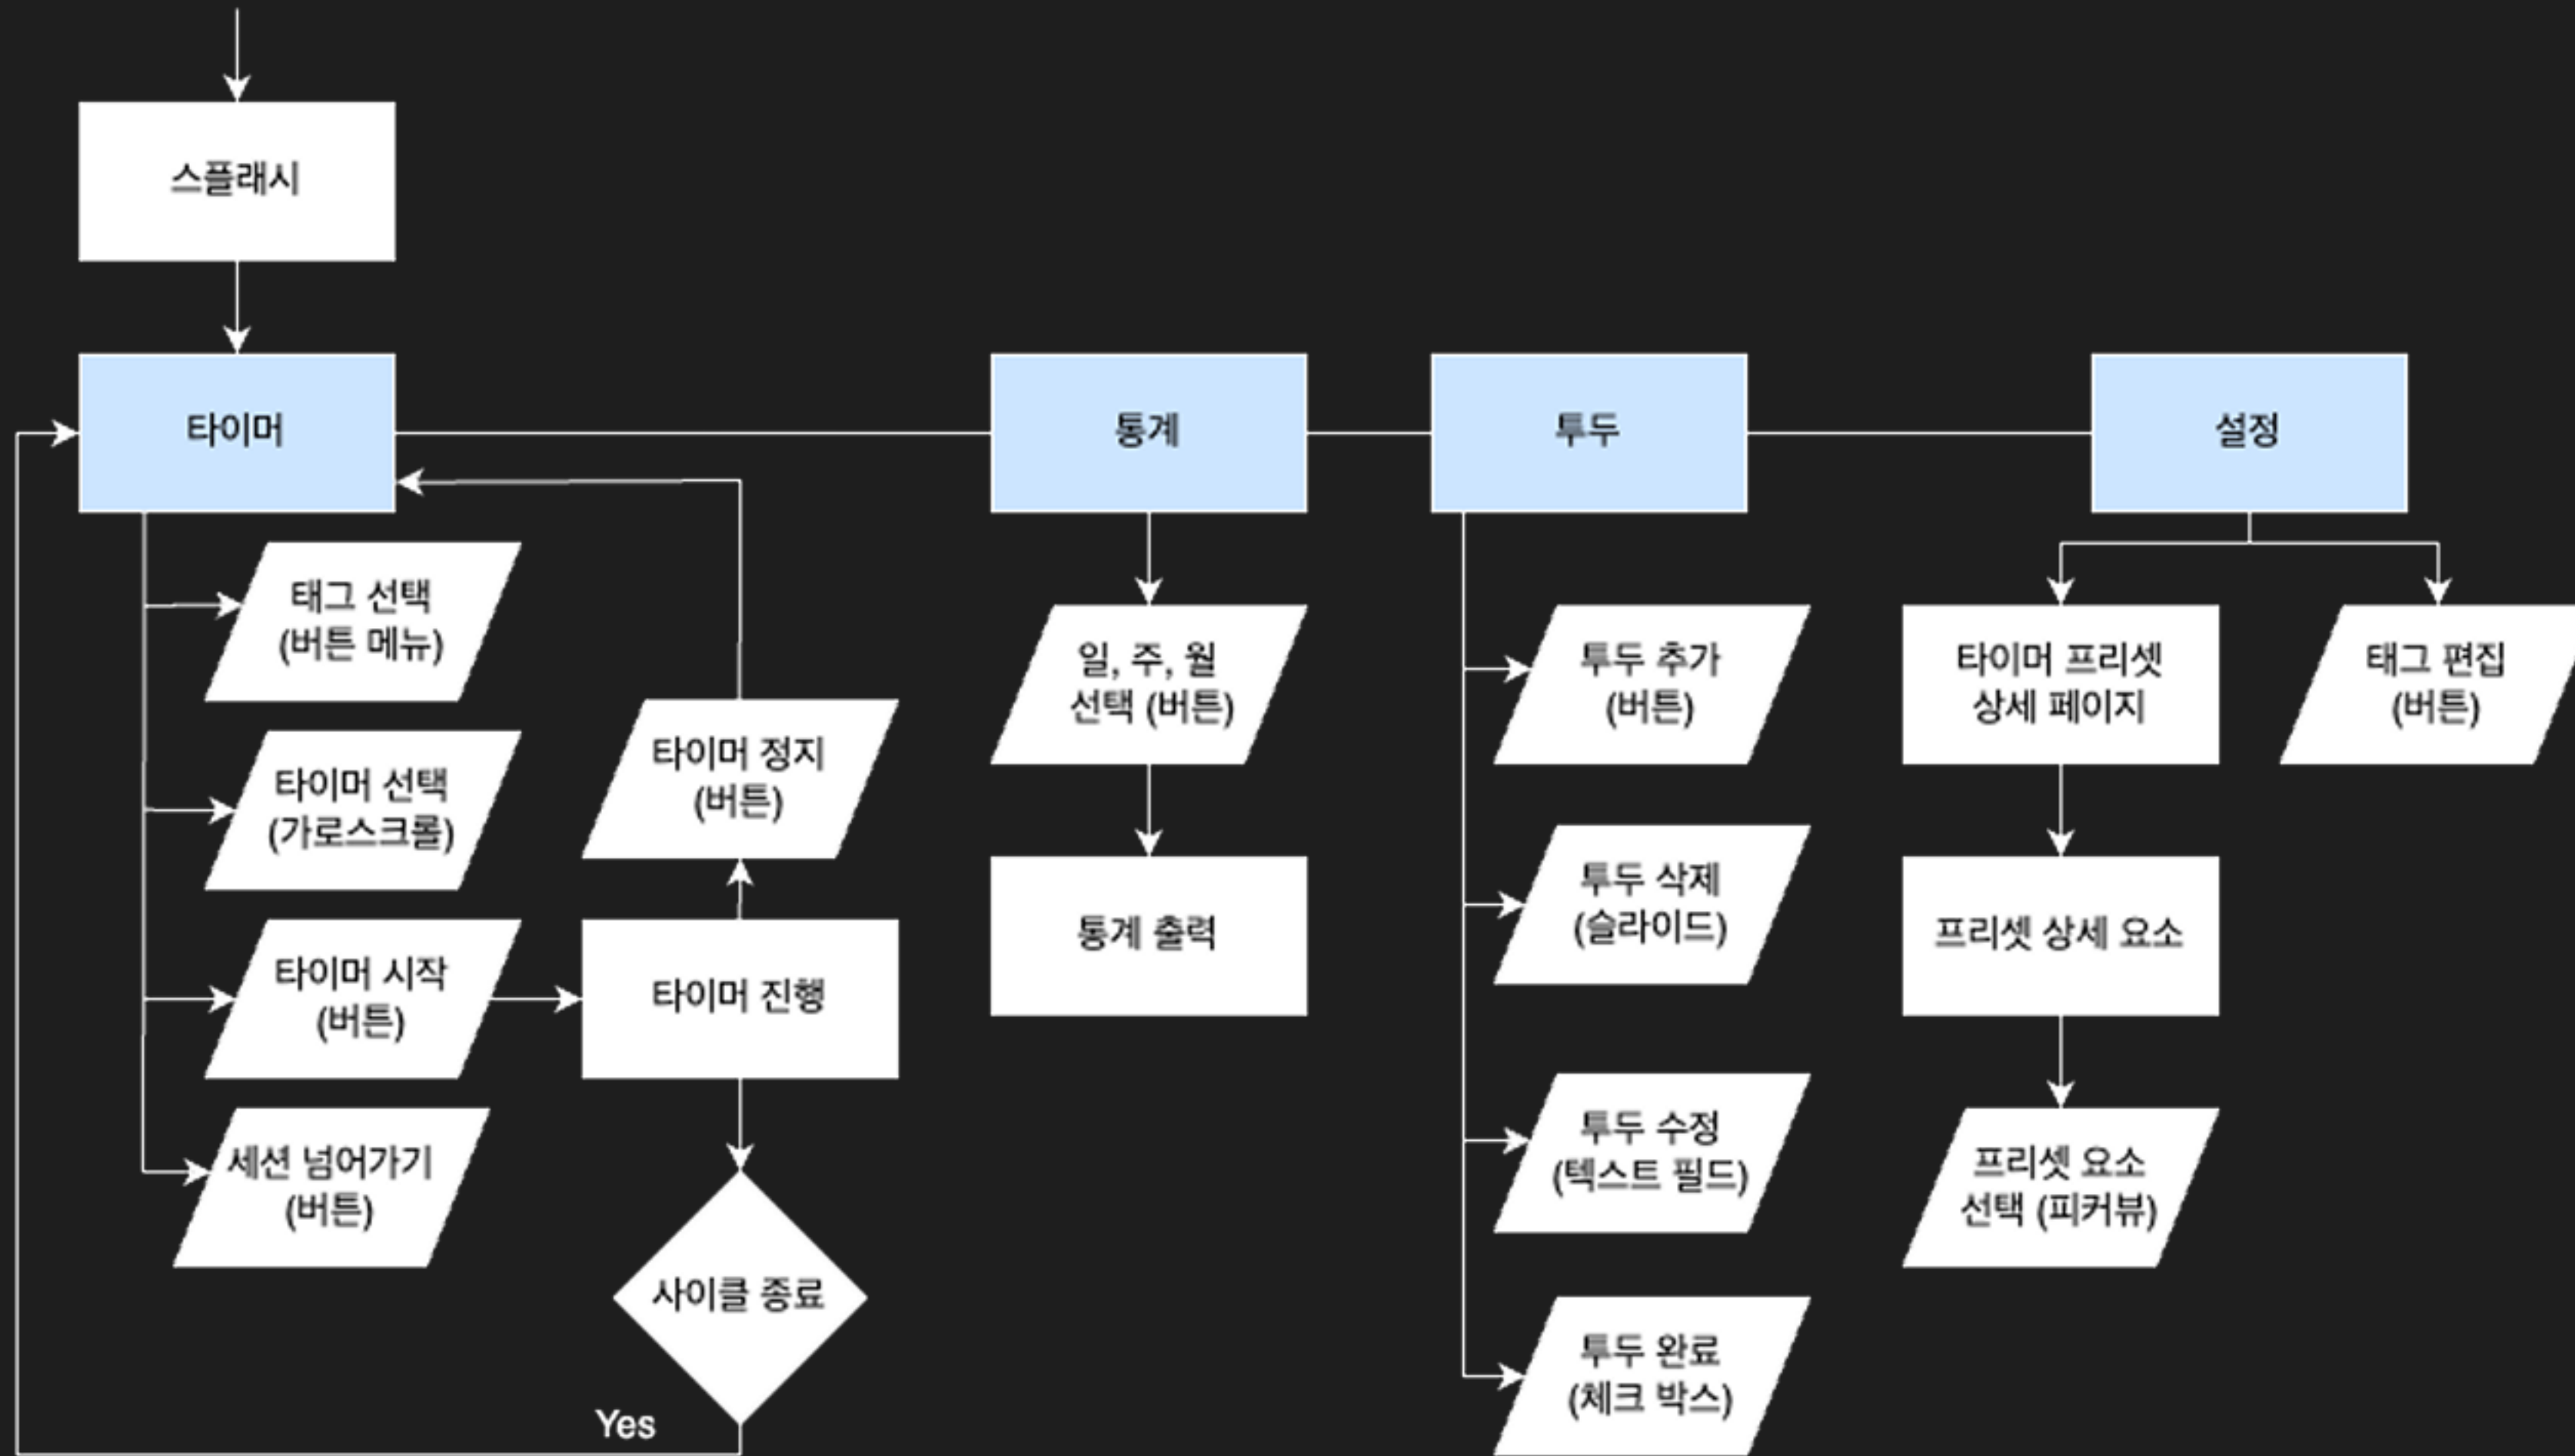 스플래시
타이머
통계
투두
설정
태그 선택
(버튼 메뉴)
타이머 선택
(가로스크롤)
타이머 시작
(버튼)
세션 넘어가기
(버튼)
타이머 정지
(버튼)
타이머 진행
사이클 종료
Yes
일, 주, 월
선택 (버튼)
통계 출력
투두 추가
(버튼)
투두 삭제
(슬라이드)
투두 수정
(텍스트 필드)
투두 완료
(체크 박스)
타이머 프리셋
상세 페이지
프리셋 상세 요소
프리셋 요소
선택 (피커뷰)
태그 편집
(버튼)